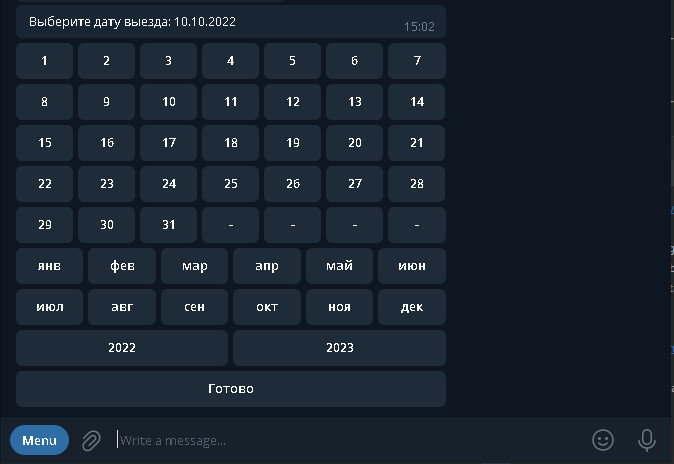 Выберите дату выезда: 10.10.2022
15:02
1 2 3 4 5 6 7
8 9 10 11 12 13 14
15 16 17 18 19 20 21
22 23 24 25 26 27 28
29 30 31 - - - -
янв фев мар апр май июн
июл авг сен окт ноя дек
2022 2023
Готово
Menu Write a message...